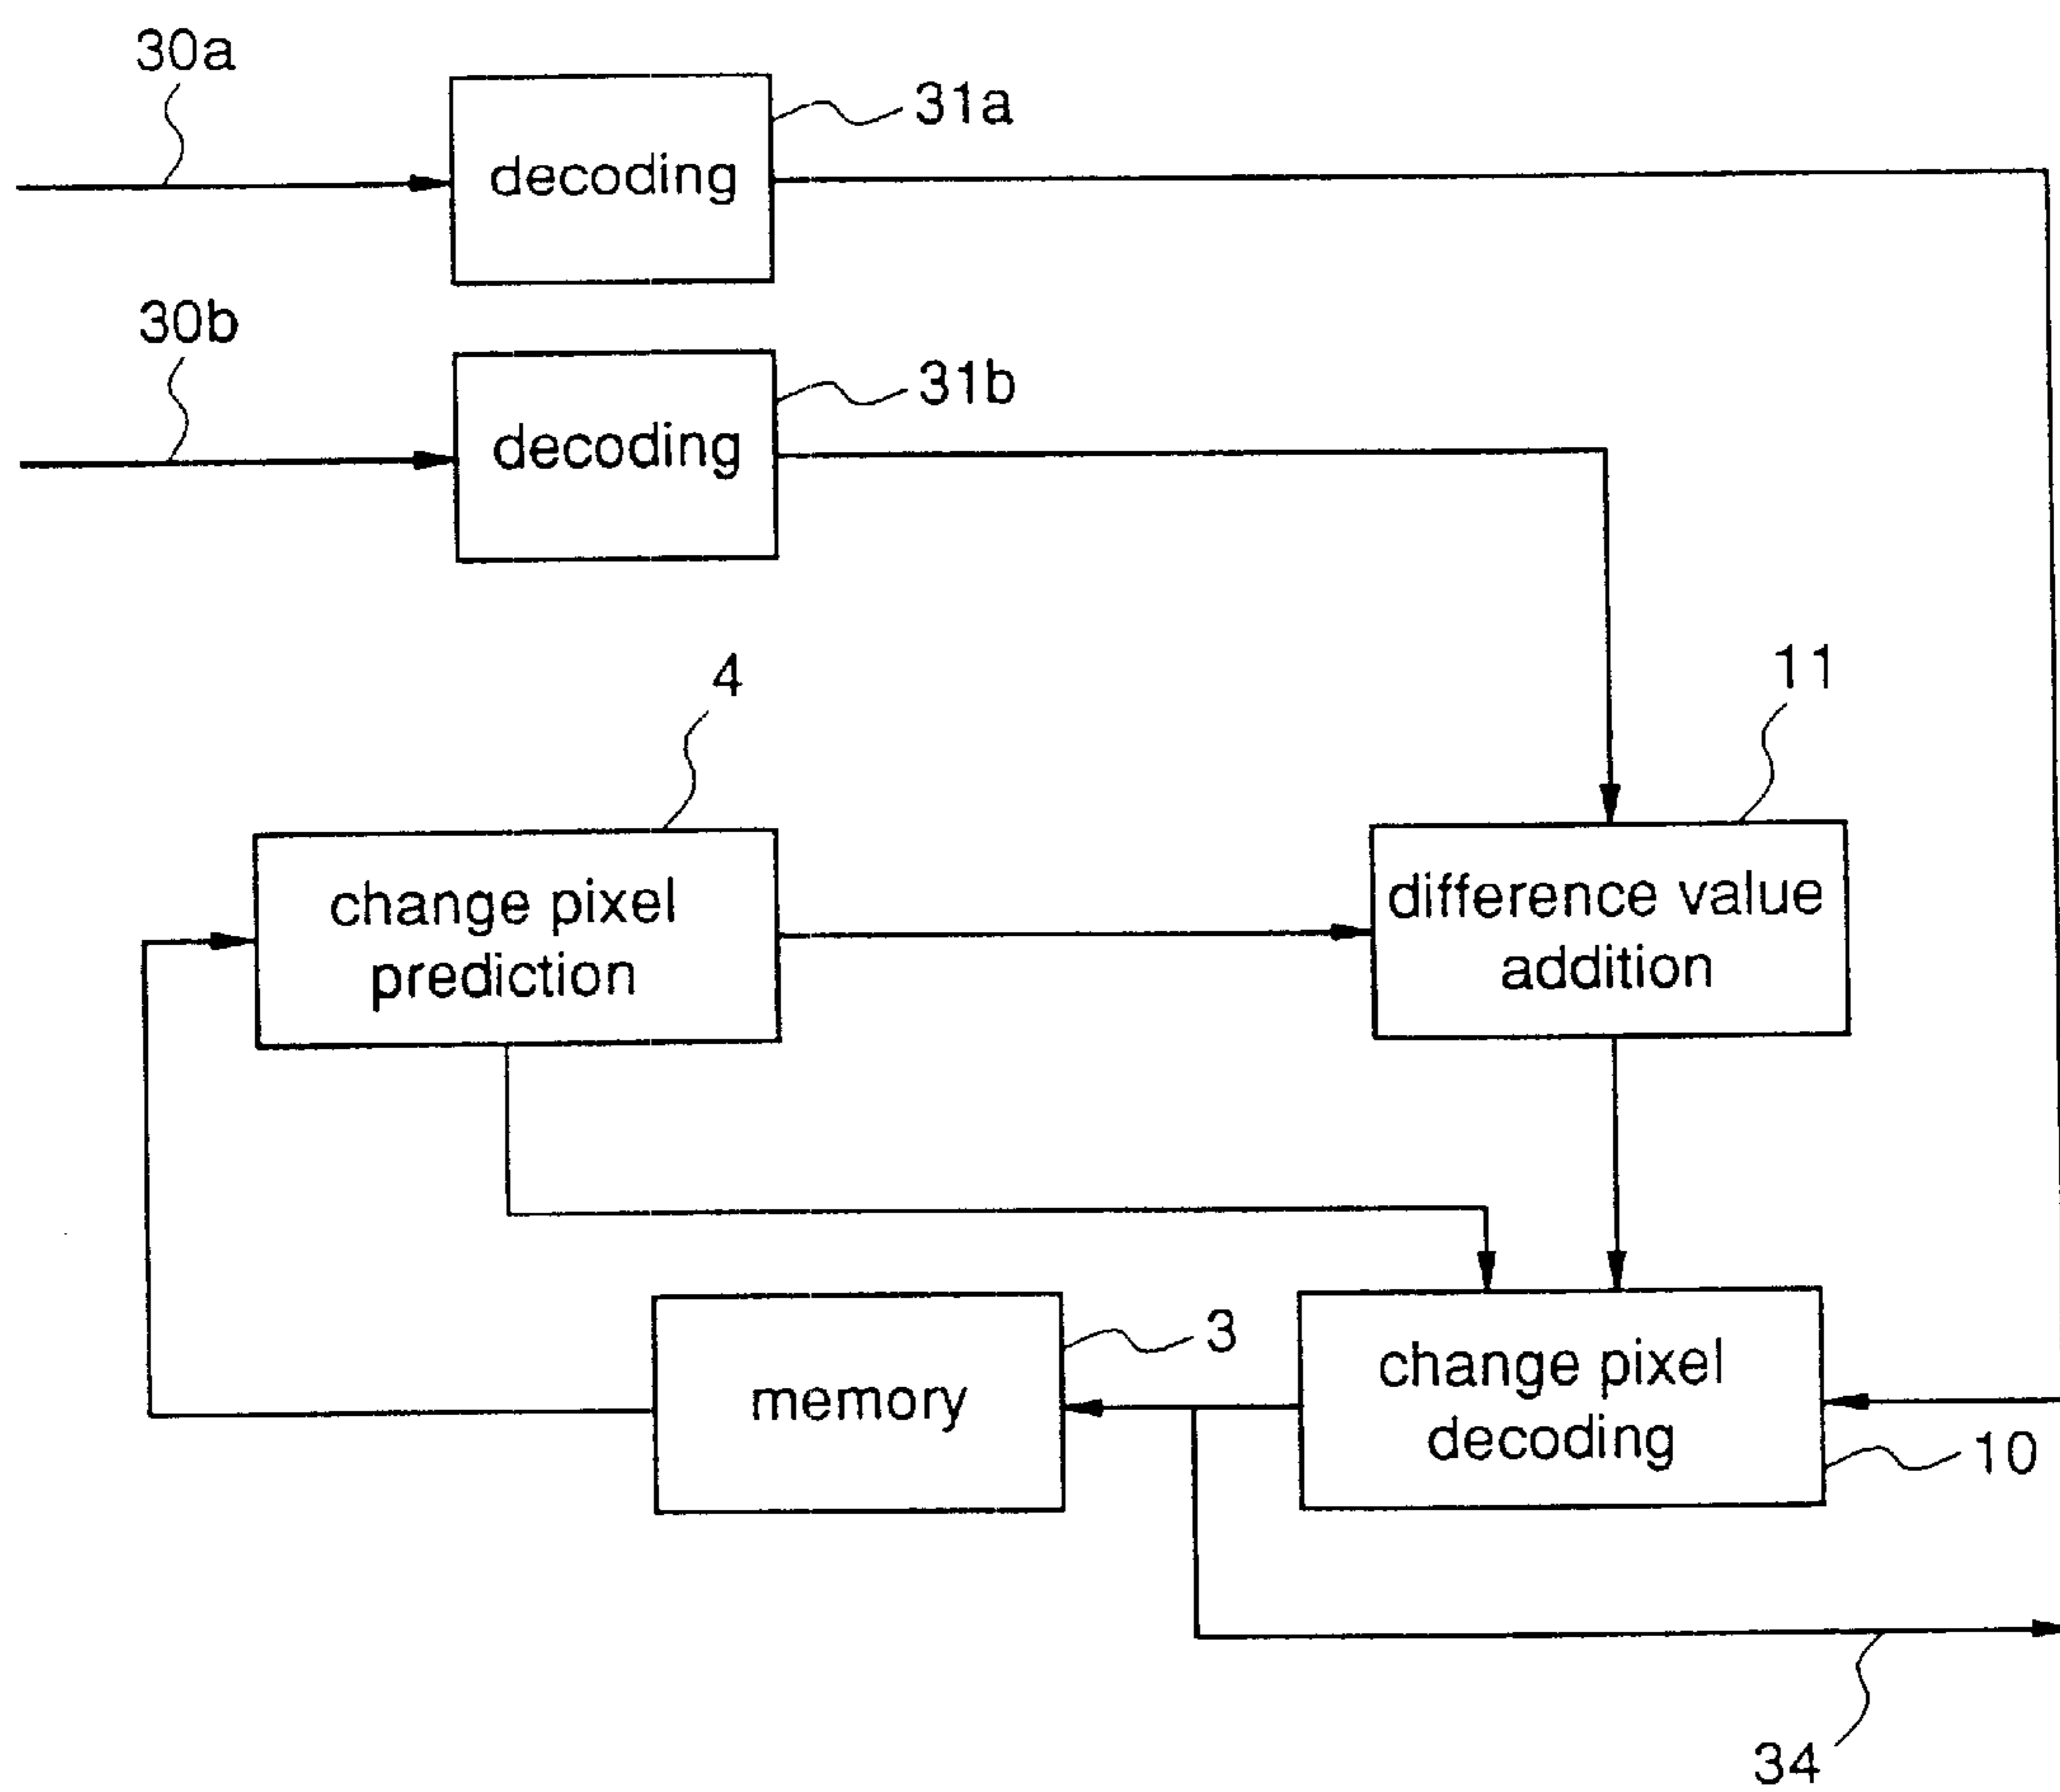 30a
31a
decoding
30b
31b
decoding
4
11
change pixel
prediction
difference value
addition
3
memory
change pixel
decoding
10
34